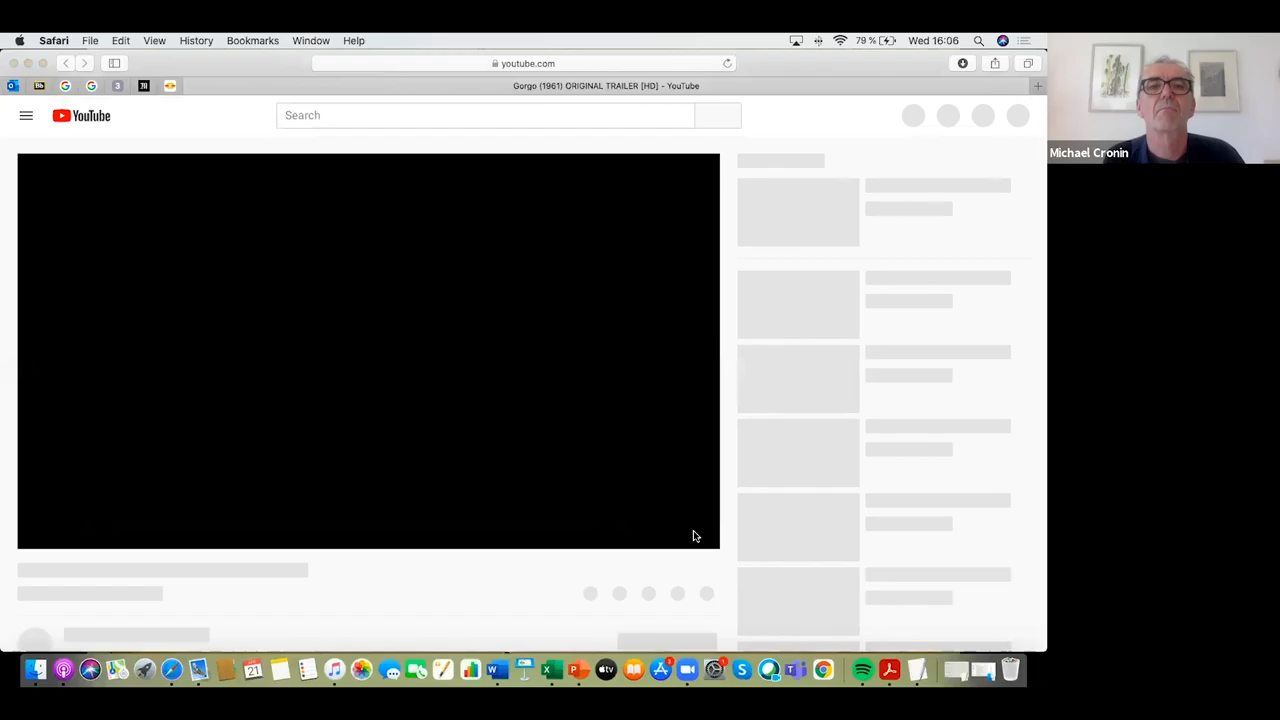 Safari File Edit View History Bookmarks Window Help 79 % Wed 16:06
youtube.com
Gorgo (1961) ORIGINAL TRAILER [HD] - YouTube
YouTube
Search
Michael Cronin